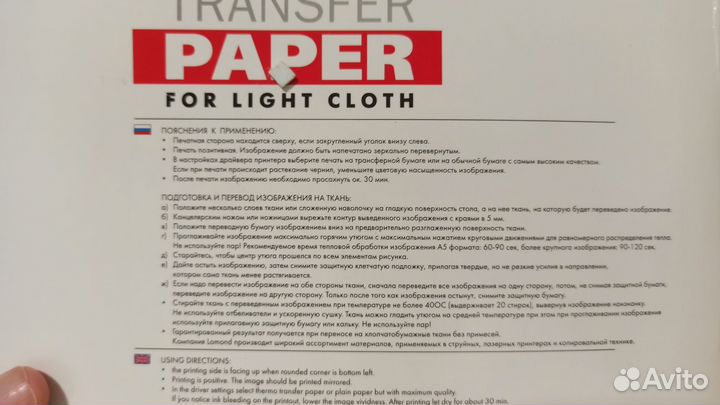 TRANSFER
PAPER
FOR LIGHT CLOTH
ПОЯСНЕНИЯ К ПРИМЕНЕНИЮ:
• Печатная сторона находится сверху, если закругленный уголок внизу слева.
• Печать позитивная. Изображение должно быть напечатано зеркально перевернутым.
• В настройках драйвера принтера выберите печать на трансферной бумаге или на обычной бумаге с самым высоким качеством.
Если при печати происходит растекание чернил, уменьшите цветовую насыщенность изображения.
• После печати изображению необходимо просохнуть ок. 30 мин.
ПОДГОТОВКА И ПЕРЕВОД ИЗОБРАЖЕНИЯ НА ТКАНЬ:
а) Положите несколько слоев ткани или сложенную наволочку на гладкую поверхность стола, а на нее ткань, на которую будет переведено изображение.
б) Канцелярским ножом или ножницами вырежьте контур выведенного изображения с краями в 5 мм.
в) Положите переводную бумагу изображением вниз на предварительно разглаженную поверхность ткани.
г) Проглаживайте изображение максимально горячим утюгом с максимальным нажатием круговыми движениями для равномерного распределения тепла.
Не используйте пар! Рекомендуемое время тепловой обработки изображения А5 формата: 60-90 сек, более крупного изображения: 90-120 сек.
д) Старайтесь, чтобы центр утюга прошелся по всем элементам рисунка.
е) Дайте остыть изображению, затем снимите защитную клетчатую подложку, прилагая твердые, но не резкие усилия в направлении,
котором сама ткань менее растягивается.
ж) Если надо перевести изображение на обе стороны ткани, сначала переведите все изображения на одну сторону, потом, не снимая защитной бумаги,
переведите изображение на другую сторону. Только после того как изображения остынут, снимите защитную бумагу.
• Стирайте ткань с переведенным изображением при температуре не более 400С (выдерживает 20 стирок), вывернув изображение наизнанку.
Не используйте отбеливатели и ускоренную сушку. Ткань можно гладить утюгом на средней температуре при этом при проглаживании изображения
используйте прилагаемую защитную бумагу или кальку. Не используйте пар!
• Гарантированный результат получается при переносе на хлопчатобумажные ткани без примесей.
Компания Lomond производит широкий ассортимент материалов, применяемых в струйных, лазерных принтерах и копировальной технике.
USING DIRECTIONS:
• the printing side is facing up when rounded corner is bottom left.
• Printing is positive. The image should be printed mirrored.
• In the driver settings select thermo transfer paper or plain paper but with maximum quality.
If you notice ink bleeding on the printout, lower the image vividness. After printing let dry for about 30 min.
Avito